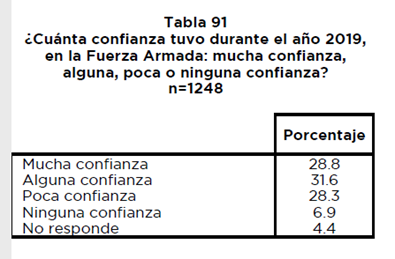 Tabla 91
¿Cuánta confianza tuvo durante el año 2019,
en la Fuerza Armada: mucha confianza,
alguna, poca o ninguna confianza?
n=1248
Porcentaje
Mucha confianza 28.8
Alguna confianza 31.6
Poca confianza 28.3
Ninguna confianza 6.9
No responde 4.4